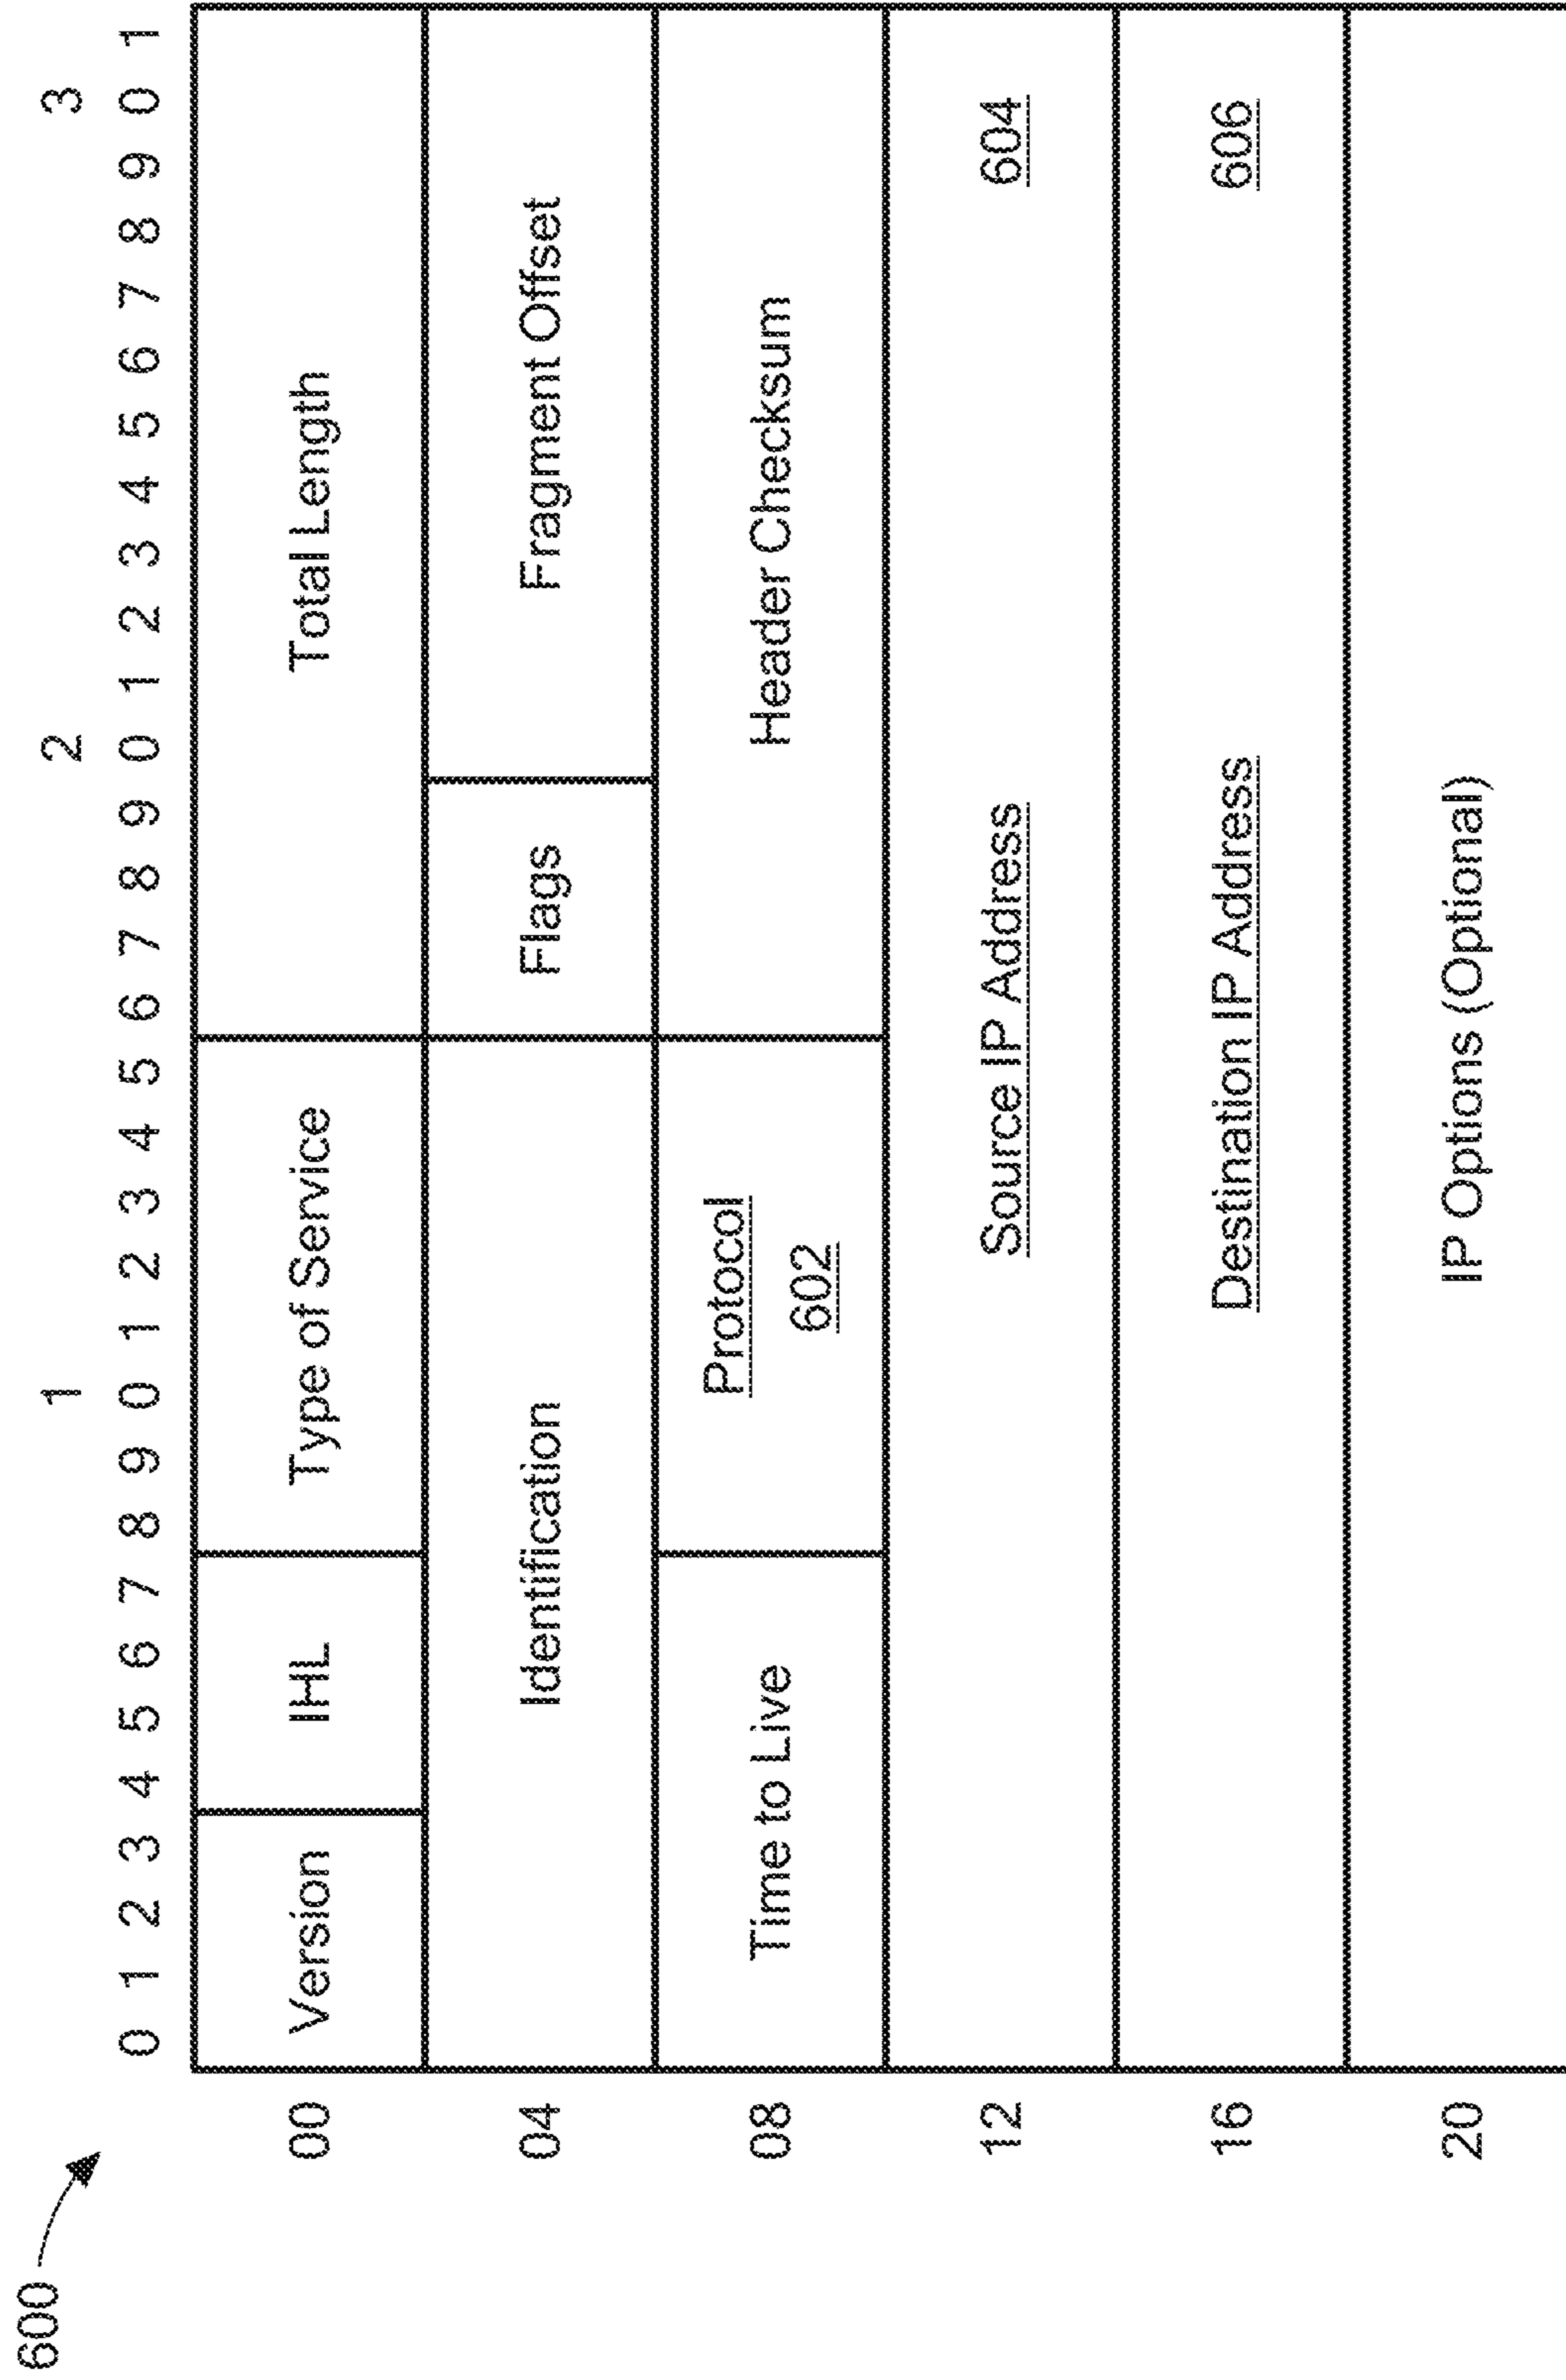 600
1 2 3
0 1 2 3 4 5 6 7 8 9 0 1 2 3 4 5 6 7 8 9 0 1 2 3 4 5 6 7 8 9 0 1
00 Version IHL Type of Service Total Length
04 Identification Flags Fragment Offset
08 Time to Live Protocol 602 Header Checksum
12 Source IP Address 604
16 Destination IP Address 606
20 IP Options (Optional)